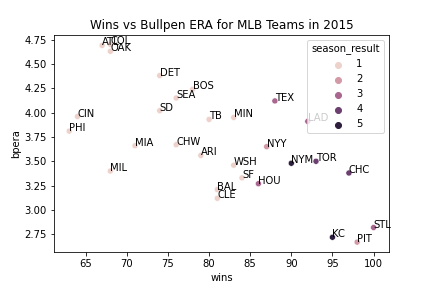 Wins vs Bullpen ERA for MLB Teams in 2015
4.75
4.50
4.25
4.00
3.75
3.50
3.25
3.00
2.75
bpera
ATL COL
OAK
DET
BOS
SEA
SD
TB
MIN
TEX
LAD
CIN
PHI
MIA
CHW
ARI
NYY
MIL
WSH
NYM
TOR
SF
HOU
CHC
BAL
CLE
KC
PIT
STL
season_result
1
2
3
4
5
65 70 75 80 85 90 95 100
wins